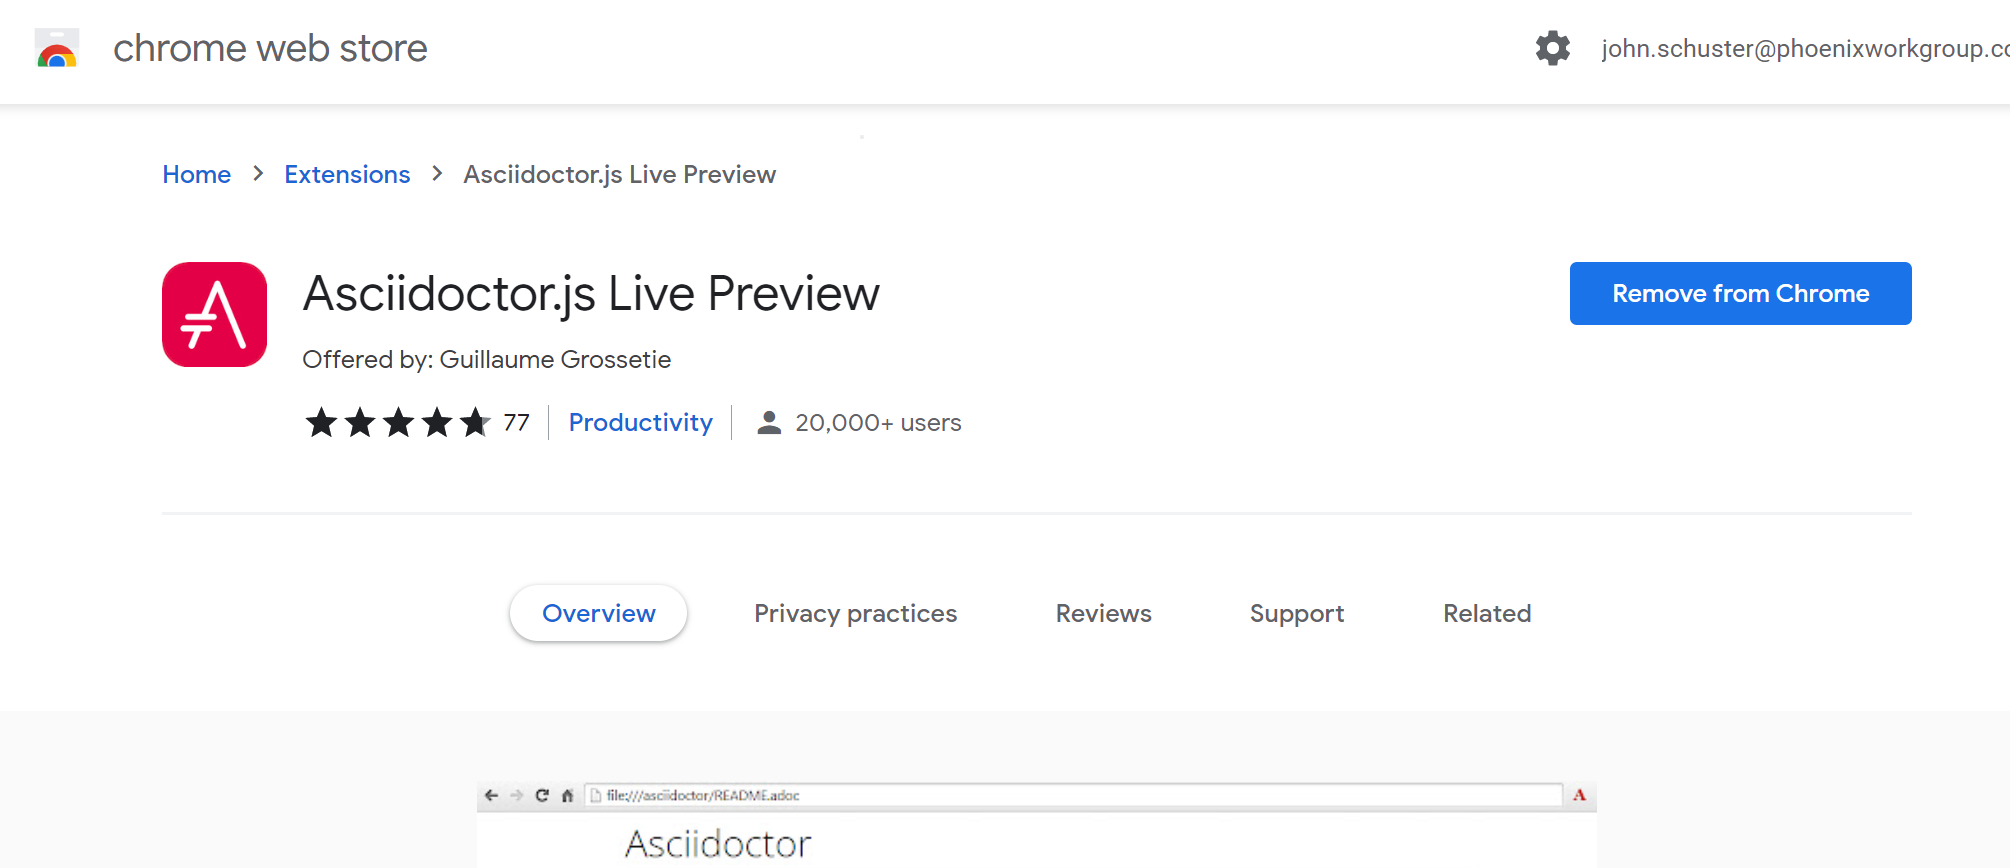 chrome web store
john.schuster@phoenixworkgroup.co
Home > Extensions > Asciidoctor.js Live Preview
Asciidoctor.js Live Preview
Remove from Chrome
Offered by: Guillaume Grossetie
77 Productivity 20,000+ users
Overview Privacy practices Reviews Support Related
file:///asciidoctor/README.adoc A
Asciidoctor